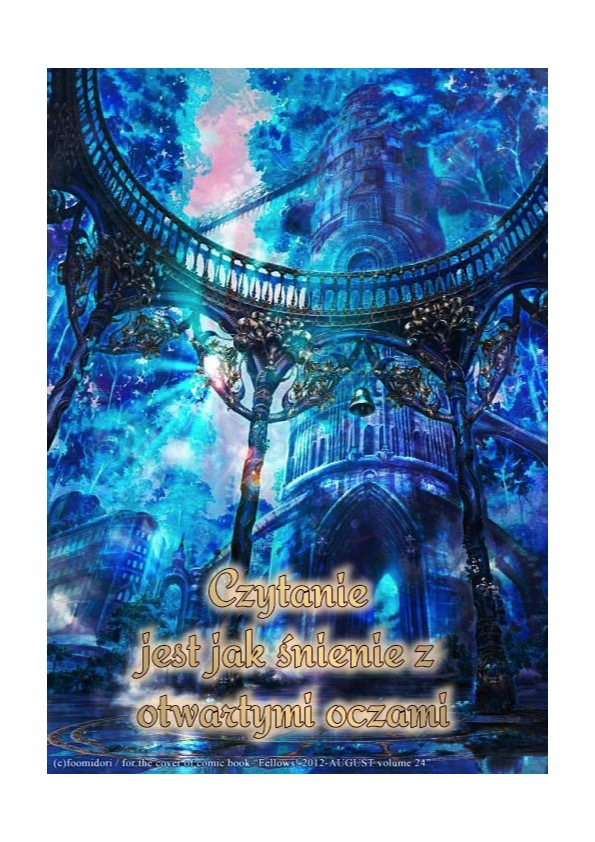 Czytanie
jest jak śnienie z
otwartymi oczami
(c)foomidori / for the cover of comic book "Fellows!-2012-AUGUST volume 24"